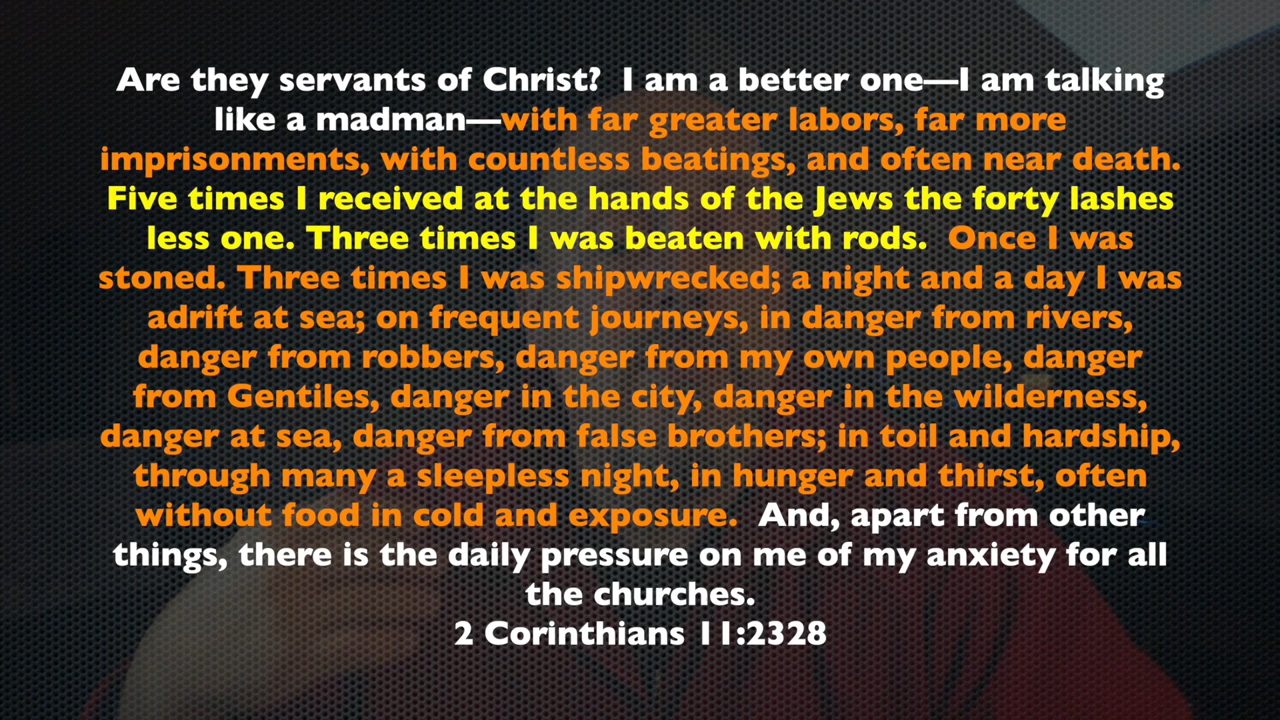 Are they servants of Christ?  I am a better one—I am talking
like a madman—with far greater labors, far more
imprisonments, with countless beatings, and often near death.
Five times I received at the hands of the Jews the forty lashes
less one. Three times I was beaten with rods.  Once I was
stoned. Three times I was shipwrecked; a night and a day I was
adrift at sea; on frequent journeys, in danger from rivers,
danger from robbers, danger from my own people, danger
from Gentiles, danger in the city, danger in the wilderness,
danger at sea, danger from false brothers; in toil and hardship,
through many a sleepless night, in hunger and thirst, often
without food in cold and exposure.  And, apart from other
things, there is the daily pressure on me of my anxiety for all
the churches.
2 Corinthians 11:2328